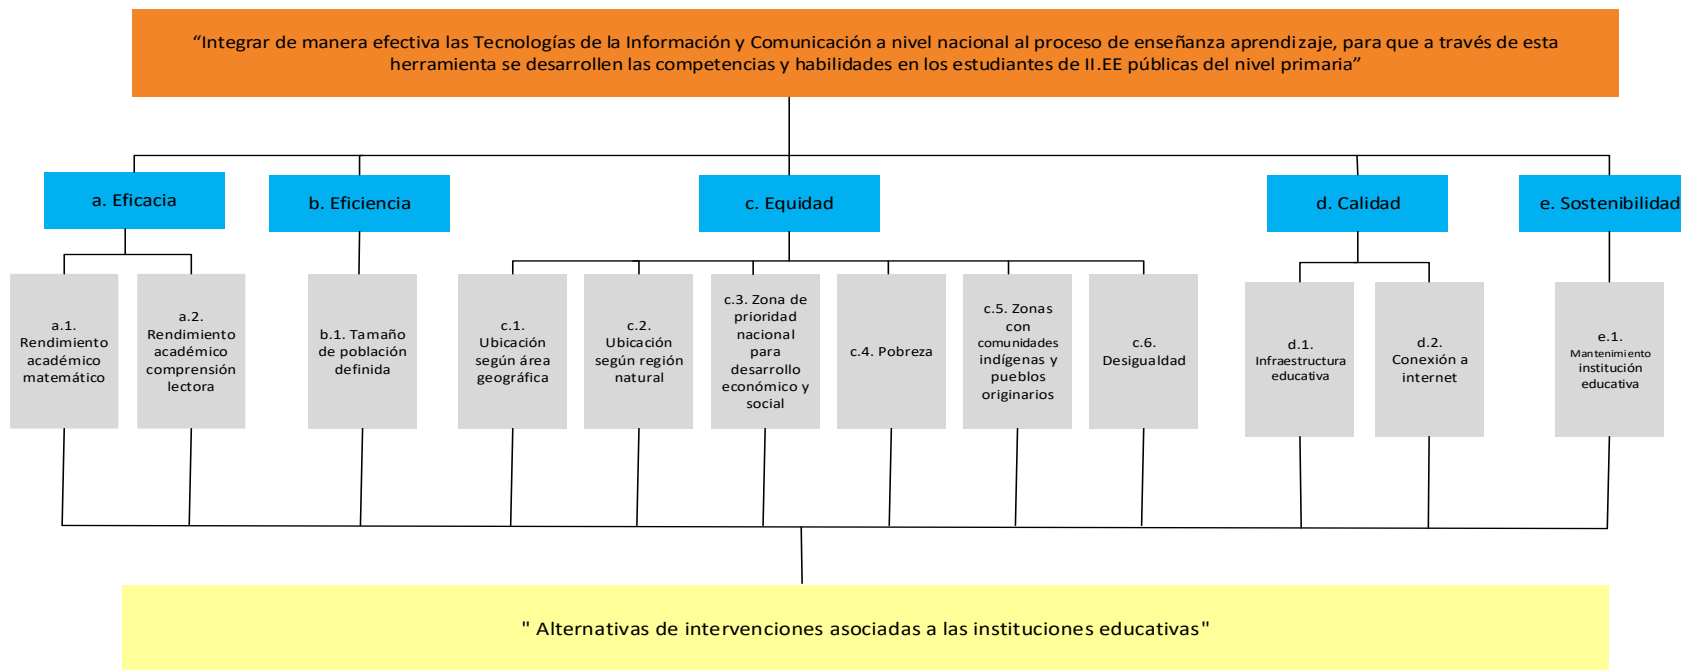 “Integrar de manera efectiva las Tecnologías de la Información y Comunicación a nivel nacional al proceso de enseñanza aprendizaje, para que a través de esta
herramienta se desarrollen las competencias y habilidades en los estudiantes de II.EE públicas del nivel primaria”
a. Eficacia
b. Eficiencia
c. Equidad
d. Calidad
e. Sostenibilidad
a.1.
Rendimiento
académico
matemático
a.2.
Rendimiento
académico
comprensión
lectora
b.1. Tamaño
de población
definida
c.1.
Ubicación
según área
geográfica
c.2.
Ubicación
según región
natural
c.3. Zona de
prioridad
nacional
para
desarrollo
económico y
social
c.4. Pobreza
c.5. Zonas
con
comunidades
indígenas y
pueblos
originarios
c.6.
Desigualdad
d.1.
Infraestructura
educativa
d.2.
Conexión a
internet
e.1.
Mantenimiento
institución
educativa
" Alternativas de intervenciones asociadas a las instituciones educativas"